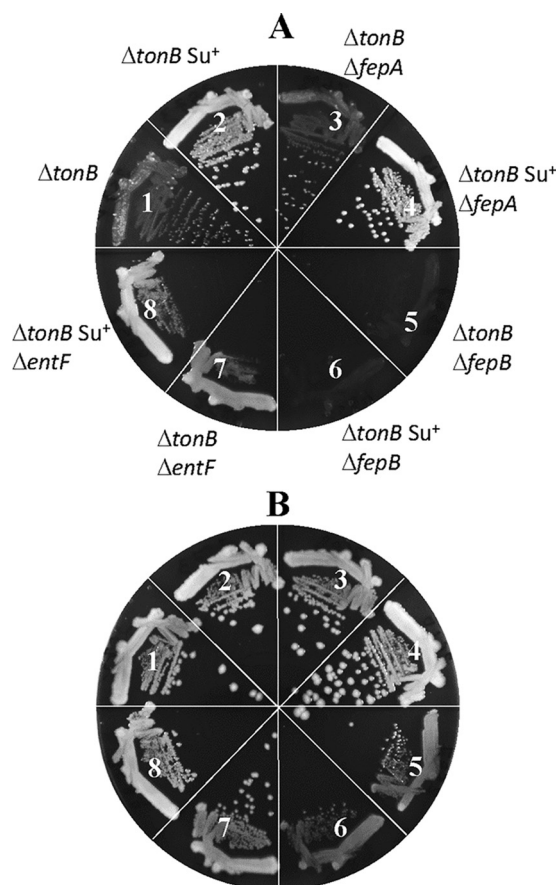 A
ΔtonB Su⁺
ΔtonB
ΔfepA
2
3
ΔtonB
1
4
ΔtonB Su⁺
ΔfepA
8
5
ΔtonB Su⁺
ΔentF
ΔtonB
ΔfepB
7
6
ΔtonB
ΔentF
ΔtonB Su⁺
ΔfepB
B
2
3
1
4
8
5
7
6